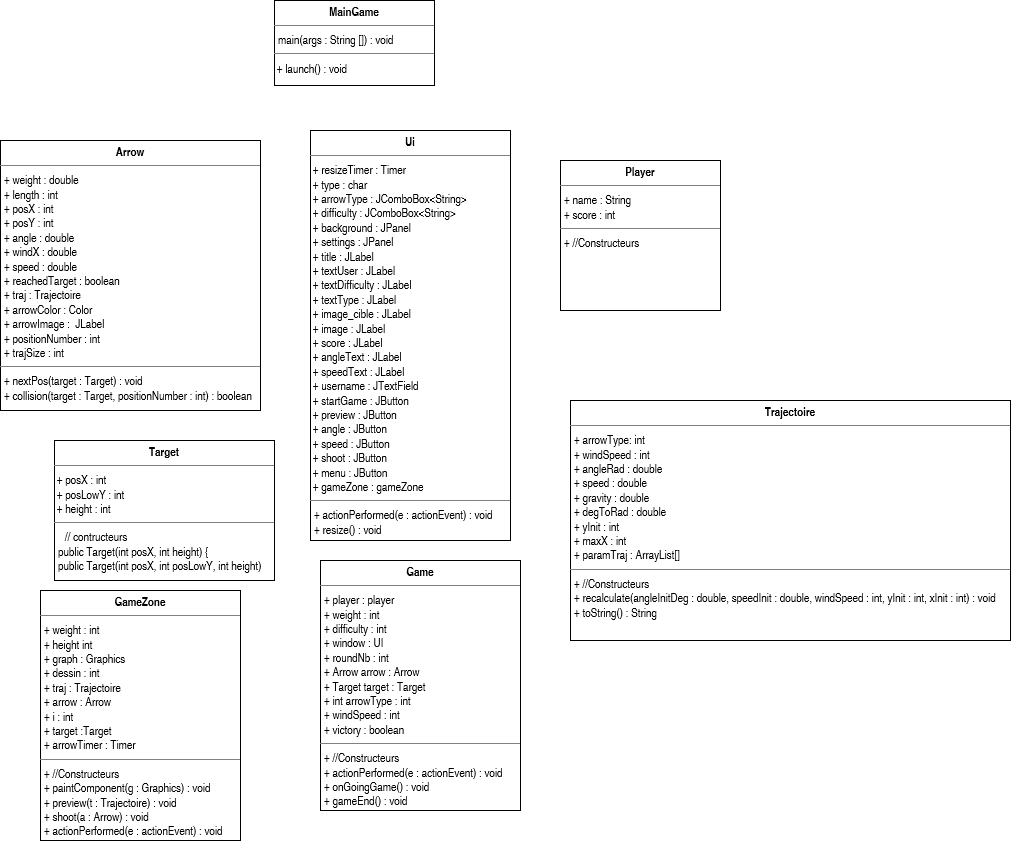 MainGame
main(args : String []) : void
+ launch() : void
Arrow
+ weight : double
+ length : int
+ posX : int
+ posY : int
+ angle : double
+ windX : double
+ speed : double
+ reachedTarget : boolean
+ traj : Trajectoire
+ arrowColor : Color
+ arrowImage :  JLabel
+ positionNumber : int
+ trajSize : int
+ nextPos(target : Target) : void
+ collision(target : Target, positionNumber : int) : boolean
Ui
+ resizeTimer : Timer
+ type : char
+ arrowType : JComboBox<String>
+ difficulty : JComboBox<String>
+ background : JPanel
+ settings : JPanel
+ title : JLabel
+ textUser : JLabel
+ textDifficulty : JLabel
+ textType : JLabel
+ image_cible : JLabel
+ image : JLabel
+ score : JLabel
+ angleText : JLabel
+ speedText : JLabel
+ username : JTextField
+ startGame : JButton
+ preview : JButton
+ angle : JButton
+ speed : JButton
+ shoot : JButton
+ menu : JButton
+ gameZone : gameZone
+ actionPerformed(e : actionEvent) : void
+ resize() : void
Player
+ name : String
+ score : int
+ //Constructeurs
Trajectoire
+ arrowType: int
+ windSpeed : int
+ angleRad : double
+ speed : double
+ gravity : double
+ degToRad : double
+ yInit : int
+ maxX : int
+ paramTraj : ArrayList[]
+ //Constructeurs
+ recalculate(angleInitDeg : double, speedInit : double, windSpeed : int, yInit : int, xInit : int) : void
+ toString() : String
Target
+ posX : int
+ posLowY : int
+ height : int
// contructeurs
public Target(int posX, int height) {
public Target(int posX, int posLowY, int height)
GameZone
+ weight : int
+ height int
+ graph : Graphics
+ dessin : int
+ traj : Trajectoire
+ arrow : Arrow
+ i : int
+ target :Target
+ arrowTimer : Timer
+ //Constructeurs
+ paintComponent(g : Graphics) : void
+ preview(t : Trajectoire) : void
+ shoot(a : Arrow) : void
+ actionPerformed(e : actionEvent) : void
Game
+ player : player
+ weight : int
+ difficulty : int
+ window : UI
+ roundNb : int
+ Arrow arrow : Arrow
+ Target target : Target
+ int arrowType : int
+ windSpeed : int
+ victory : boolean
+ //Constructeurs
+ actionPerformed(e : actionEvent) : void
+ onGoingGame() : void
+ gameEnd() : void